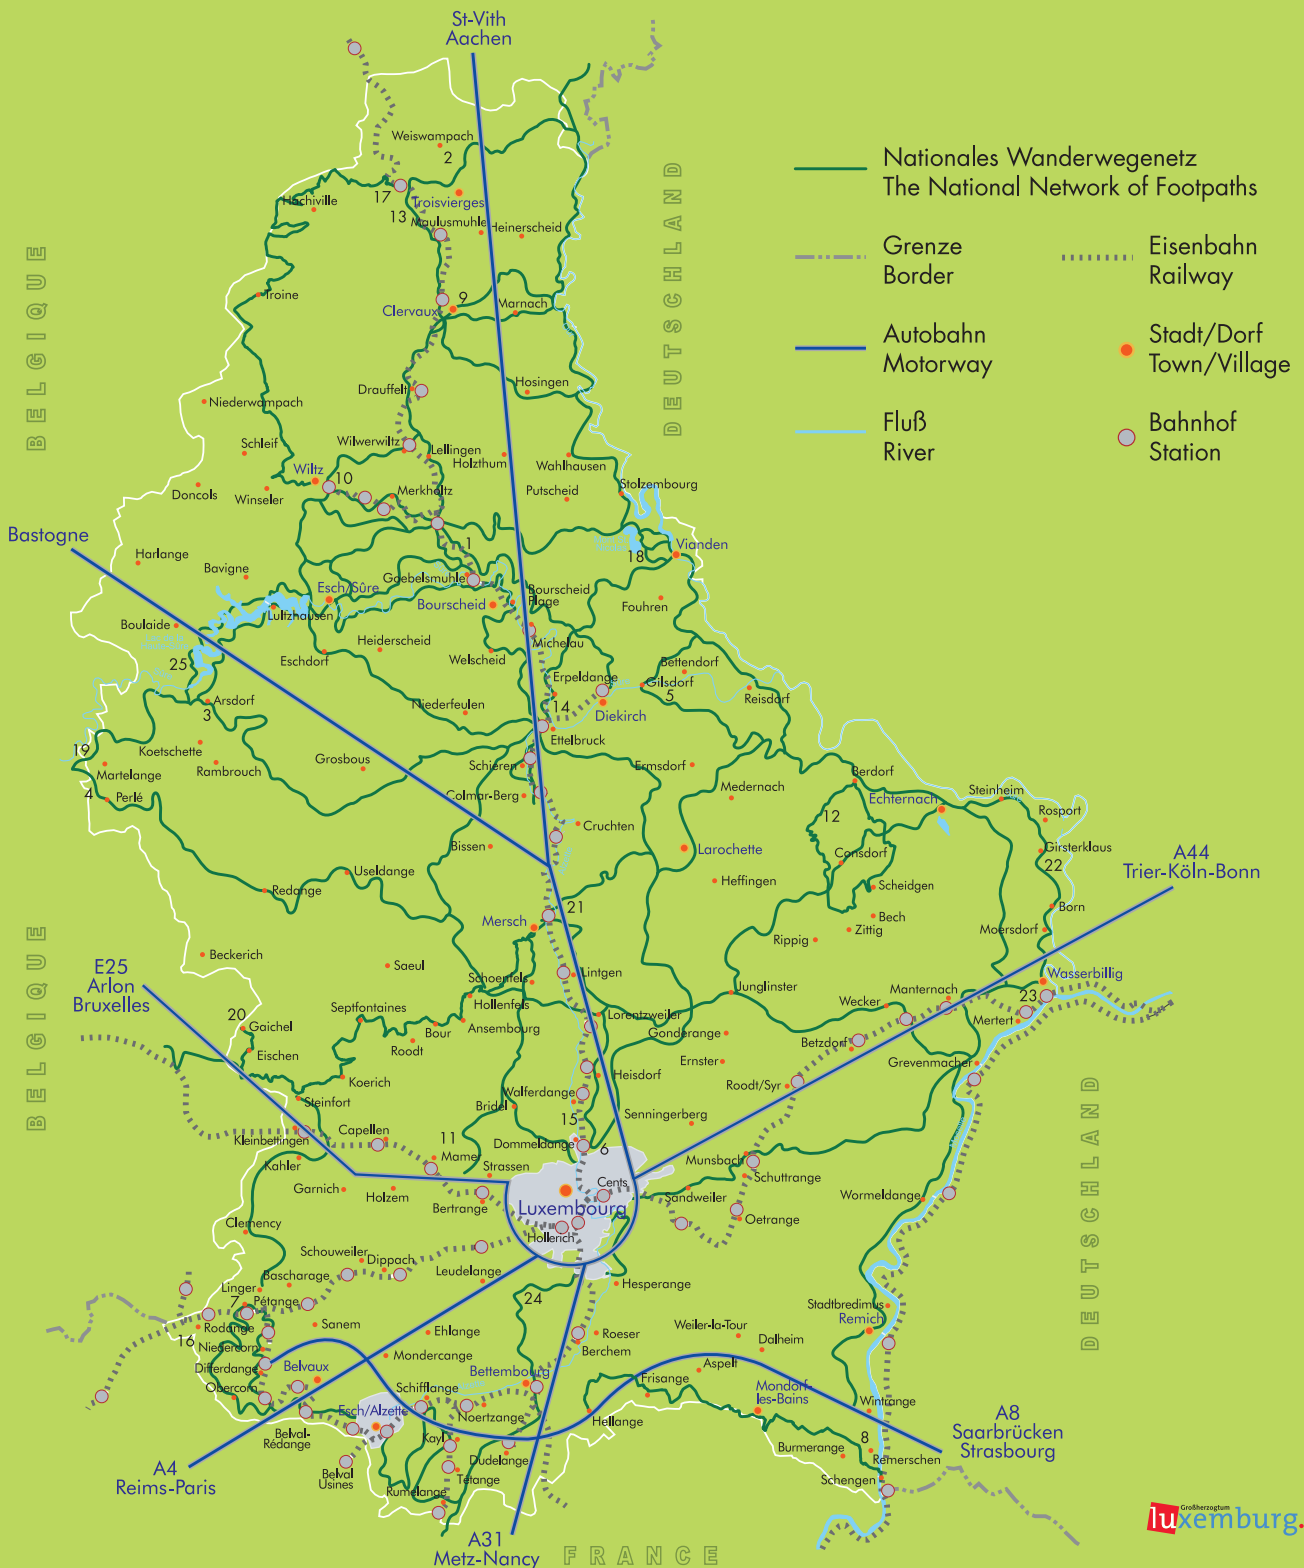 St-Vith
Aachen
Weiswampach
2
Nationales Wanderwegenetz
The National Network of Footpaths
17
Troisvierges
Hachiville
13
Maulusmuhle
Heinerscheid
Grenze
Border
Eisenbahn
Railway
BELGIQUE
DEUTSCHLAND
Troine
9
Clervaux
Marnach
Autobahn
Motorway
Stadt/Dorf
Town/Village
Drauffelt
Hosingen
Niederwampach
Fluß
River
Bahnhof
Station
Schleif
Wilwerwiltz
Lellingen
Holzthum
Wahlhausen
Wiltz
10
Doncols
Winseler
Merkholtz
Putscheid
Stolzembourg
Bastogne
Harlange
1
18
Vianden
Bavigne
Goebelsmuhle
Esch/Sûre
Bourscheid
Bourscheid
Plage
Fouhren
Boulaide
Lultzhausen
Heiderscheid
Michelau
25
Eschdorf
Welscheid
Bettendorf
Erpeldange
Gilsdorf
5
Reisdorf
Arsdorf
3
Niederfeulen
14
Diekirch
19
Koetschette
Ettelbruck
Martelange
Rambrouch
Grosbous
Schieren
Ermsdorf
Berdorf
4
Perlé
Colmar-Berg
Medernach
Echternach
Steinheim
12
Rosport
Cruchten
Bissen
Larochette
Consdorf
Girsterklaus
22
A44
Trier-Köln-Bonn
Useldange
Redange
Heffingen
Scheidgen
Mersch
21
Bech
Born
Zittig
Rippig
Moersdorf
BELGIQUE
Beckerich
Saeul
Schoenfels
Lintgen
Wasserbillig
E25
Arlon
Bruxelles
Junglinster
Manternach
23
Hollenfels
Wecker
Septfontaines
Lorentzweiler
Mertert
20
Gaichel
Bour
Ansembourg
Gonderange
Roodt
Betzdorf
Eischen
Ernster
Grevenmacher
Koerich
Heisdorf
Roodt/Syr
Walferdange
Steinfort
Bridel
15
Senningerberg
DEUTSCHLAND
Kleinbettingen
Capellen
11
Dommeldange
6
Mamer
Kahler
Strassen
Munsbach
Garnich
Holzem
Cents
Schuttrange
Bertrange
Luxembourg
Sandweiler
Wormeldange
Clemency
Hollerich
Oetrange
Schouweiler
Dippach
Bascharage
Leudelange
Hesperange
Linger
7
Pétange
24
Stadtbredimus
16
Rodange
Sanem
Ehlange
Roeser
Weiler-la-Tour
Remich
Niedercorn
Mondercange
Berchem
Dalheim
Differdange
Belvaux
Bettembourg
Aspelt
Obercorn
Schifflange
Frisange
Mondorf-
les-Bains
Esch/Alzette
Noertzange
Hellange
Wintrange
Belval-
Rédange
Kayl
8
A8
Saarbrücken
Strasbourg
Burmerange
Remerschen
A4
Reims-Paris
Belval
Usines
Dudelange
Tétange
Schengen
Rumelange
A31
Metz-Nancy
FRANCE
Großherzogtum
luxemburg.